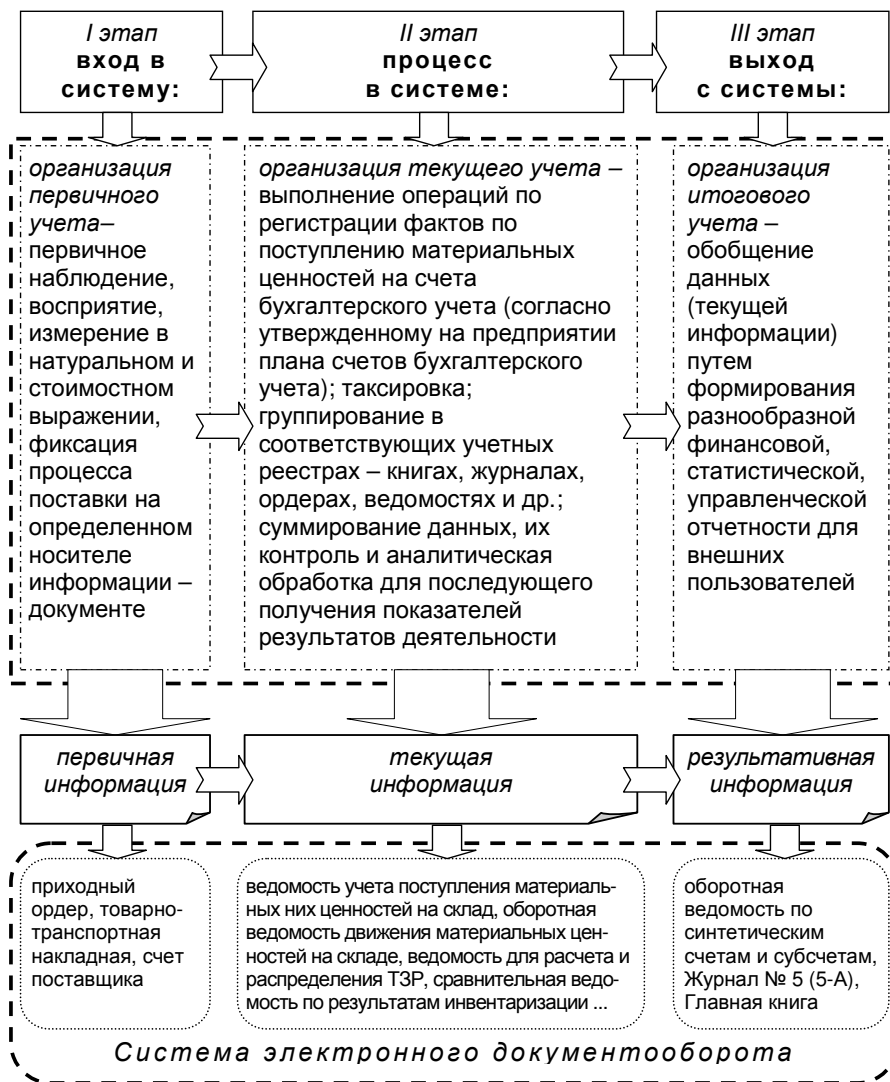 I этап
вход в
систему:
II этап
процесс
в системе:
III этап
выход
с системы:
организация
первичного
учета–
первичное
наблюдение,
восприятие,
измерение в
натуральном и
стоимостном
выражении,
фиксация
процесса
поставки на
определенном
носителе
информации –
документе
организация текущего учета –
выполнение операций по
регистрации фактов по
поступлению материальных
ценностей на счета
бухгалтерского учета (согласно
утвержденному на предприятии
плана счетов бухгалтерского
учета); таксировка;
группирование в
соответствующих учетных
реестрах – книгах, журналах,
ордерах, ведомостях и др.;
суммирование данных, их
контроль и аналитическая
обработка для последующего
получения показателей
результатов деятельности
организация
итогового
учета –
обобщение
данных
(текущей
информации)
путем
формирования
разнообразной
финансовой,
статистической,
управленческой
отчетности для
внешних
пользователей
первичная
информация
текущая
информация
результативная
информация
приходный
ордер, товарно-
транспортная
накладная, счет
поставщика
ведомость учета поступления материаль-
ных них ценностей на склад, оборотная
ведомость движения материальных цен-
ностей на складе, ведомость для расчета и
распределения ТЗР, сравнительная ведо-
мость по результатам инвентаризации ...
оборотная
ведомость по
синтетическим
счетам и субсчетам,
Журнал № 5 (5-А),
Главная книга
Система электронного документооборота